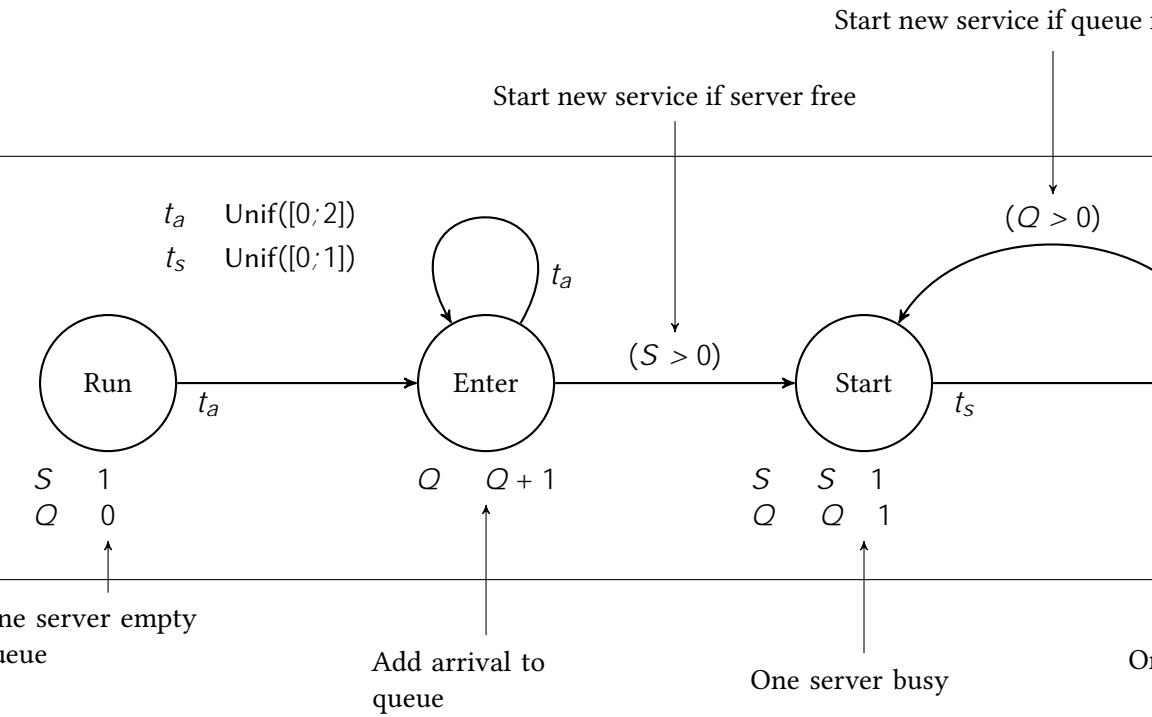 Start new service if queue
Start new service if server free
t_a Unif([0;2])
t_s Unif([0;1])
(Q > 0)
t_a
(S > 0)
Run
Enter
Start
t_a
t_s
S 1
Q 0
Q Q + 1
S S 1
Q Q 1
ne server empty
ueue
Add arrival to
queue
One server busy